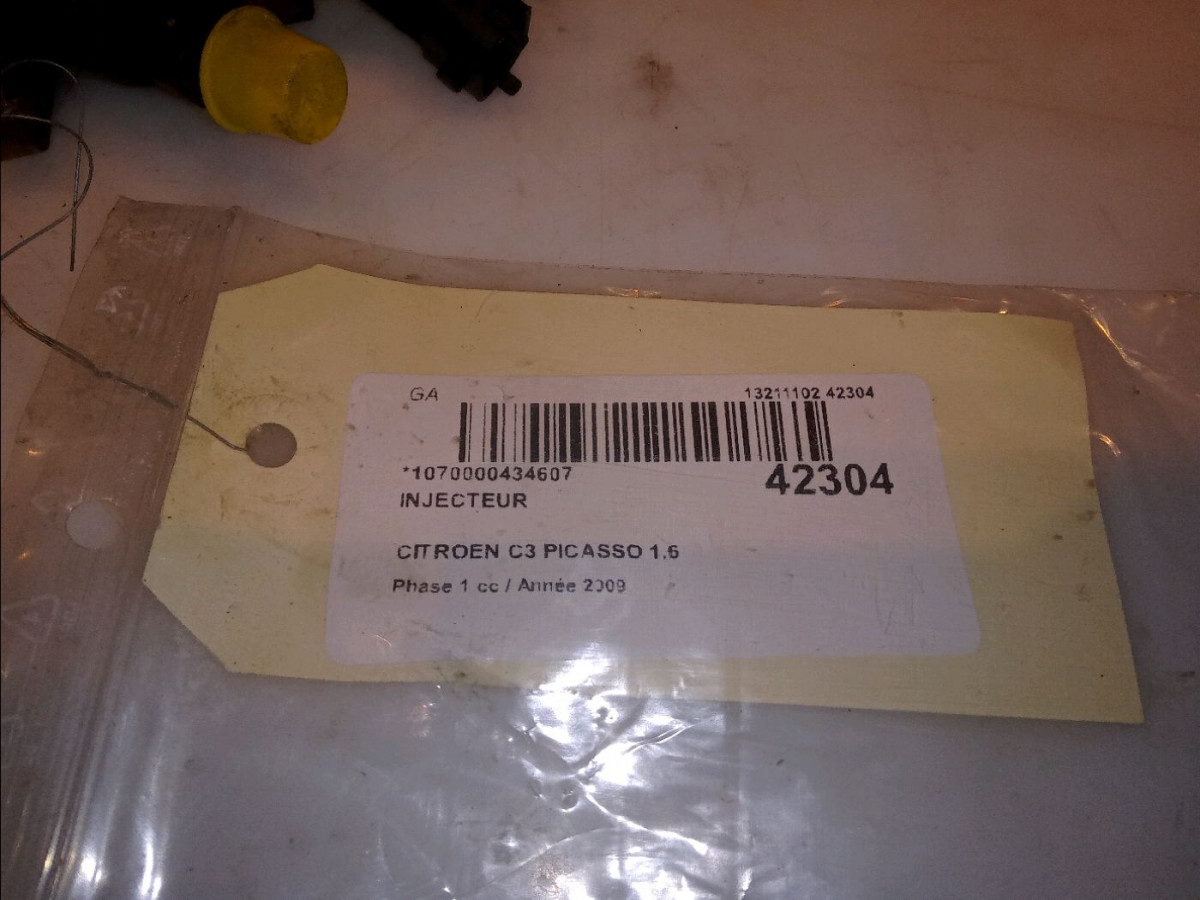 GA 13211102 42304
*1070000434607 42304
INJECTEUR
CITROEN C3 PICASSO 1.6
Phase 1 cc / Année 2009